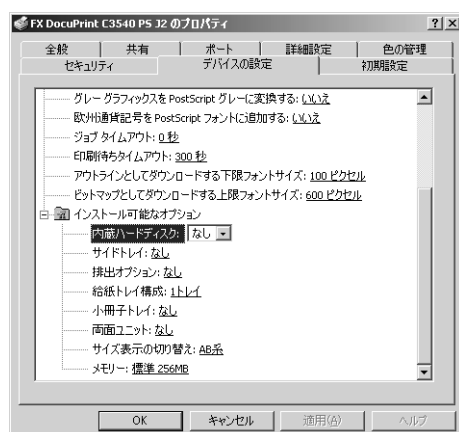 FX DocuPrint C3540 PS J2 のプロパティ
全般 共有 ポート 詳細設定 色の管理
セキュリティ デバイスの設定 初期設定
グレー グラフィックスを PostScript グレーに変換する: いいえ
欧州通貨記号を PostScript フォントに追加する: いいえ
ジョブ タイムアウト: 0 秒
印刷待ちタイムアウト: 300 秒
アウトラインとしてダウンロードする下限フォントサイズ: 100 ピクセル
ビットマップとしてダウンロードする上限フォントサイズ: 600 ピクセル
インストール可能なオプション
内蔵ハードディスク: なし
サイドトレイ: なし
排出オプション: なし
給紙トレイ構成: 1トレイ
小冊子トレイ: なし
両面ユニット: なし
サイズ表示の切り替え: AB系
メモリー: 標準 256MB
OK キャンセル 適用(A) ヘルプ